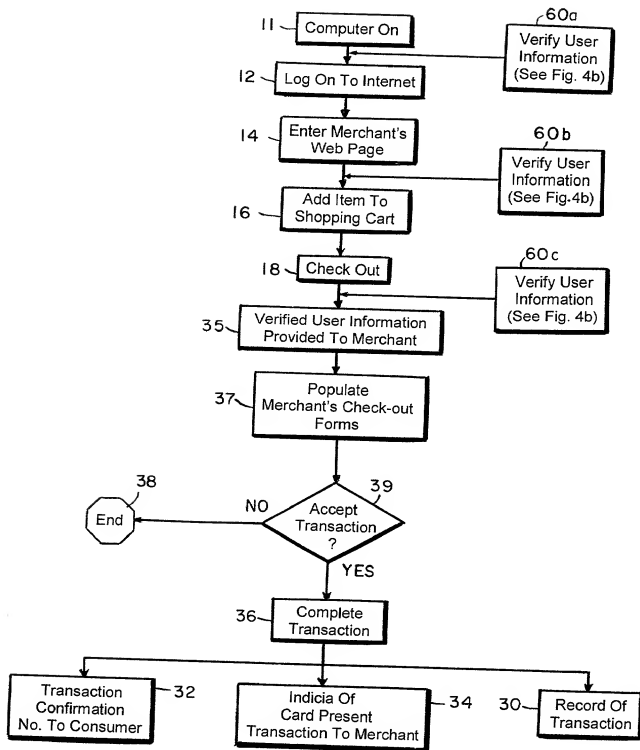 11
Computer On
60a
Verify User
Information
(See Fig. 4b)
12
Log On To Internet
14
Enter Merchant's
Web Page
60b
Verify User
Information
(See Fig.4b)
16
Add Item To
Shopping Cart
18
Check Out
60c
Verify User
Information
(See Fig. 4b)
35
Verified User Information
Provided To Merchant
37
Populate
Merchant's Check-out
Forms
38
End
NO
39
Accept
Transaction
?
YES
36
Complete
Transaction
Transaction
Confirmation
No. To Consumer
32
Indicia Of
Card Present
Transaction To Merchant
34
30
Record Of
Transaction